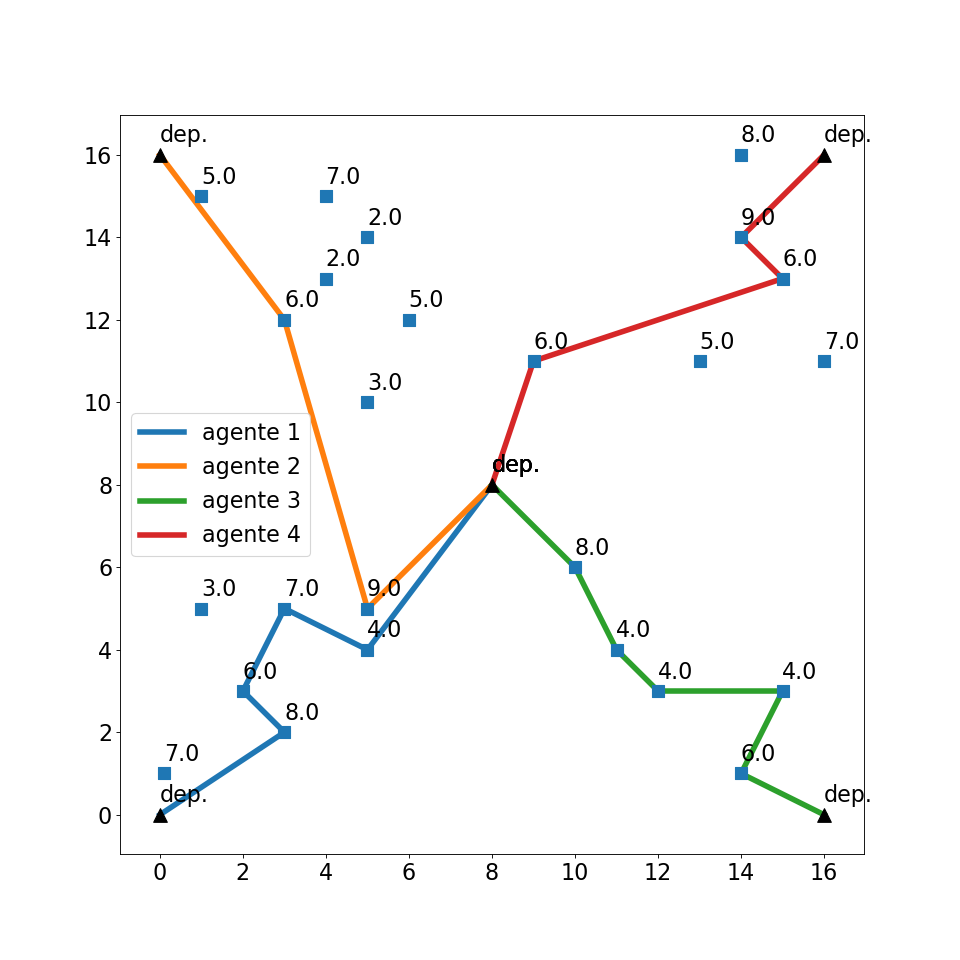 dep. 8.0 dep.
16
5.0 7.0
2.0 9.0
14
2.0 6.0
6.0 5.0
12
6.0 5.0 7.0
3.0
10
agente 1
agente 2
agente 3
agente 4
dep.
8
8.0
6
3.0 7.0 9.0
4.0 4.0
4
6.0 4.0 4.0
8.0
2
7.0 6.0
dep. dep.
0
0 2 4 6 8 10 12 14 16